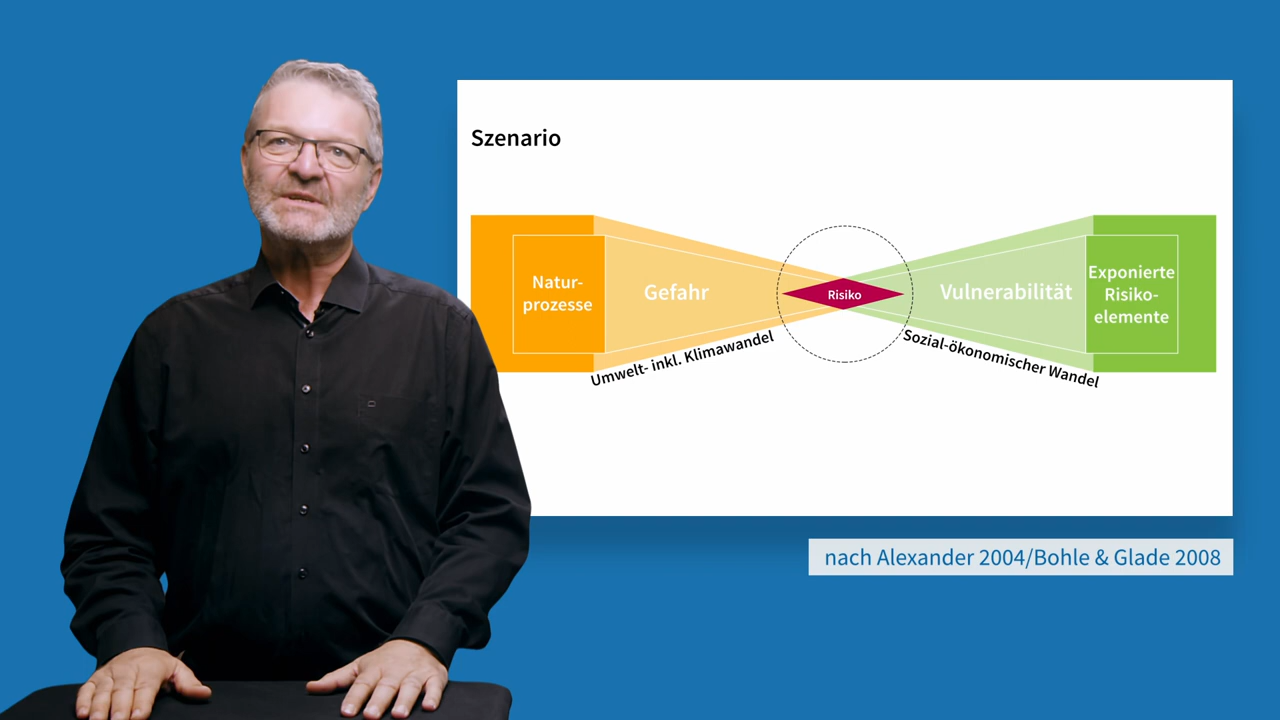 Szenario
Natur-
prozesse
Gefahr
Risiko
Vulnerabilität
Exponierte
Risiko-
elemente
Umwelt- inkl. Klimawandel
Sozial-ökonomischer Wandel
nach Alexander 2004/Bohle & Glade 2008